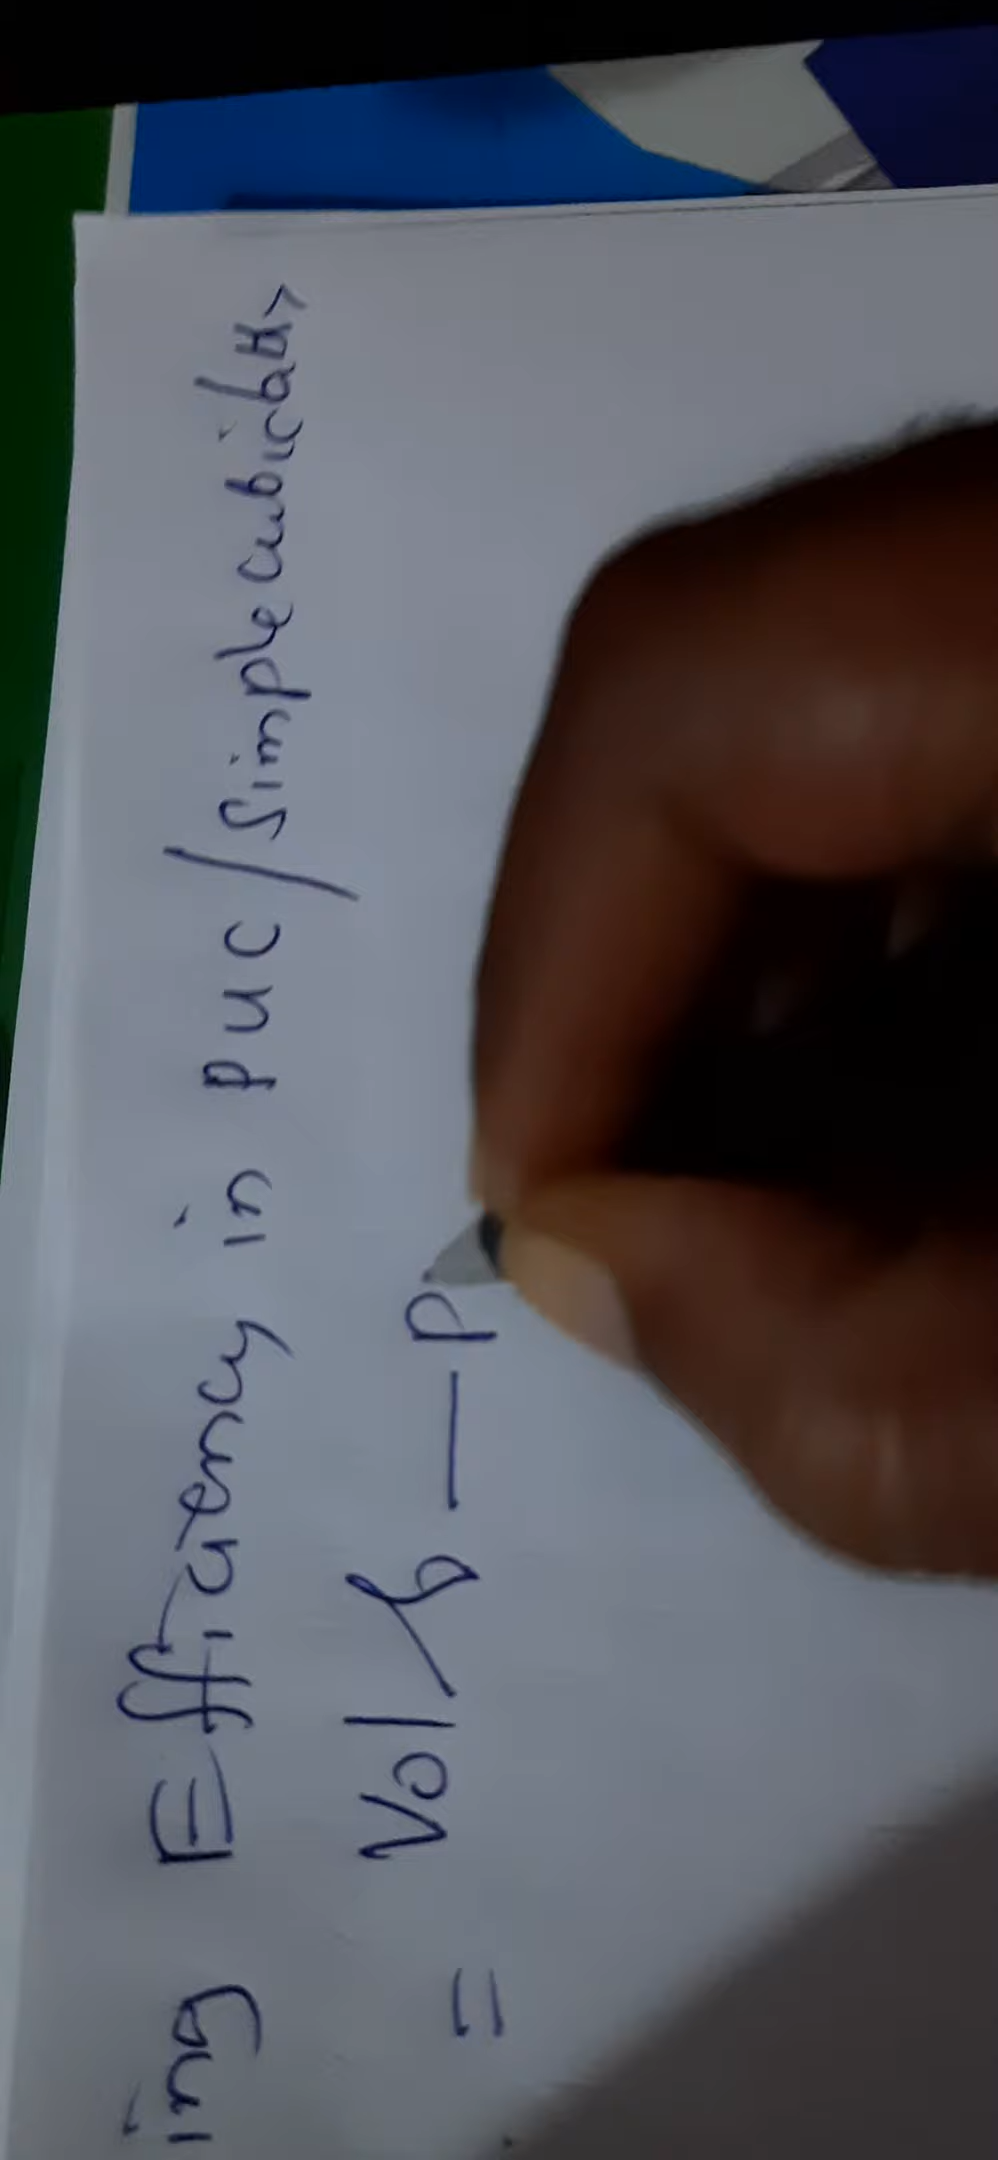 ing Efficiency in puc/simple cubic
= Vol of — P